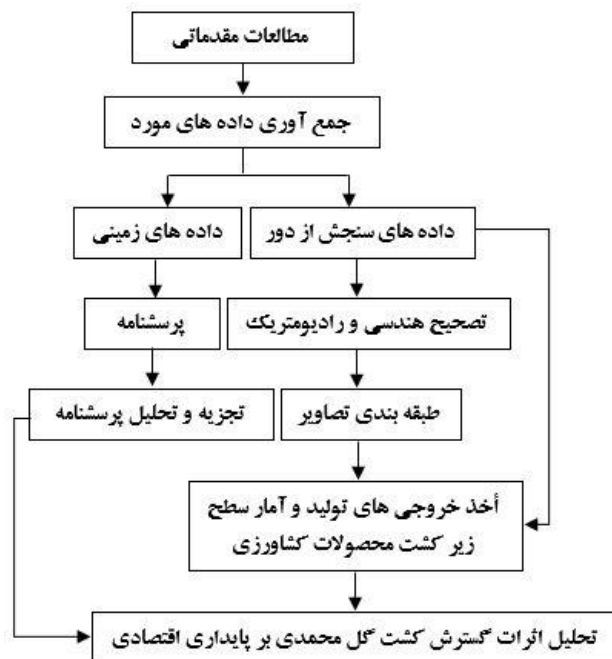 مطالعات مقدماتی
جمع آوری داده های مورد
داده های سنجش از دور
داده های زمینی
تصحیح هندسی و رادیومتریک
پرسشنامه
طبقه بندی تصاویر
تجزیه و تحلیل پرسشنامه
أخذ خروجی های تولید و آمار سطح
زیر کشت محصولات کشاورزی
تحلیل اثرات گسترش کشت گل محمدی بر پایداری اقتصادی